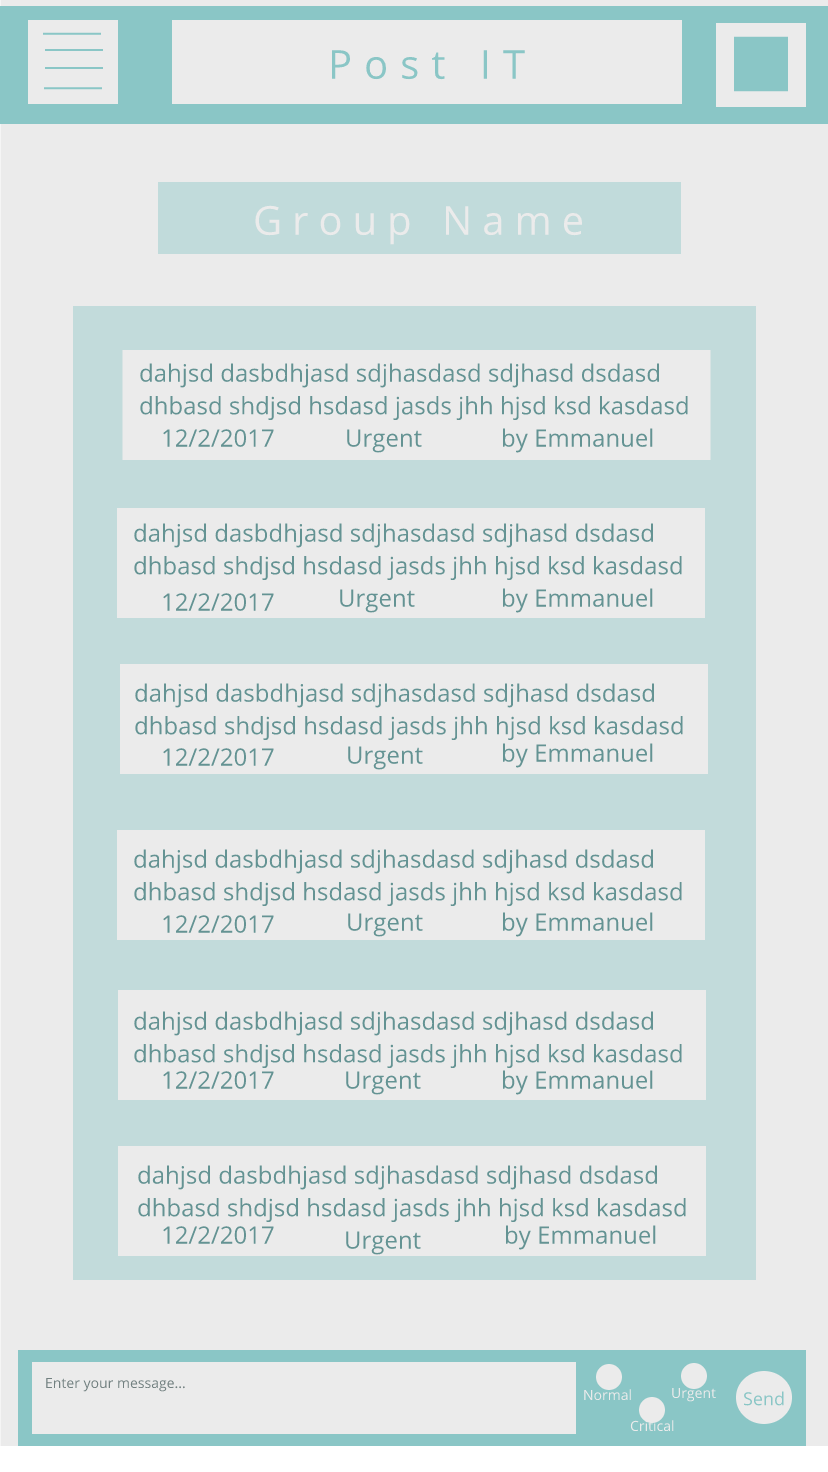 Post IT
Group Name
dahjsd dasbdhjasd sdjhasdasd sdjhasd dsdasd
dhbasd shdjsd hsdasd jasds jhh hjsd ksd kasdasd
12/2/2017 Urgent by Emmanuel
dahjsd dasbdhjasd sdjhasdasd sdjhasd dsdasd
dhbasd shdjsd hsdasd jasds jhh hjsd ksd kasdasd
12/2/2017 Urgent by Emmanuel
dahjsd dasbdhjasd sdjhasdasd sdjhasd dsdasd
dhbasd shdjsd hsdasd jasds jhh hjsd ksd kasdasd
12/2/2017 Urgent by Emmanuel
dahjsd dasbdhjasd sdjhasdasd sdjhasd dsdasd
dhbasd shdjsd hsdasd jasds jhh hjsd ksd kasdasd
12/2/2017 Urgent by Emmanuel
dahjsd dasbdhjasd sdjhasdasd sdjhasd dsdasd
dhbasd shdjsd hsdasd jasds jhh hjsd ksd kasdasd
12/2/2017 Urgent by Emmanuel
dahjsd dasbdhjasd sdjhasdasd sdjhasd dsdasd
dhbasd shdjsd hsdasd jasds jhh hjsd ksd kasdasd
12/2/2017 Urgent by Emmanuel
Enter your message...
Normal Urgent
Critical
Send